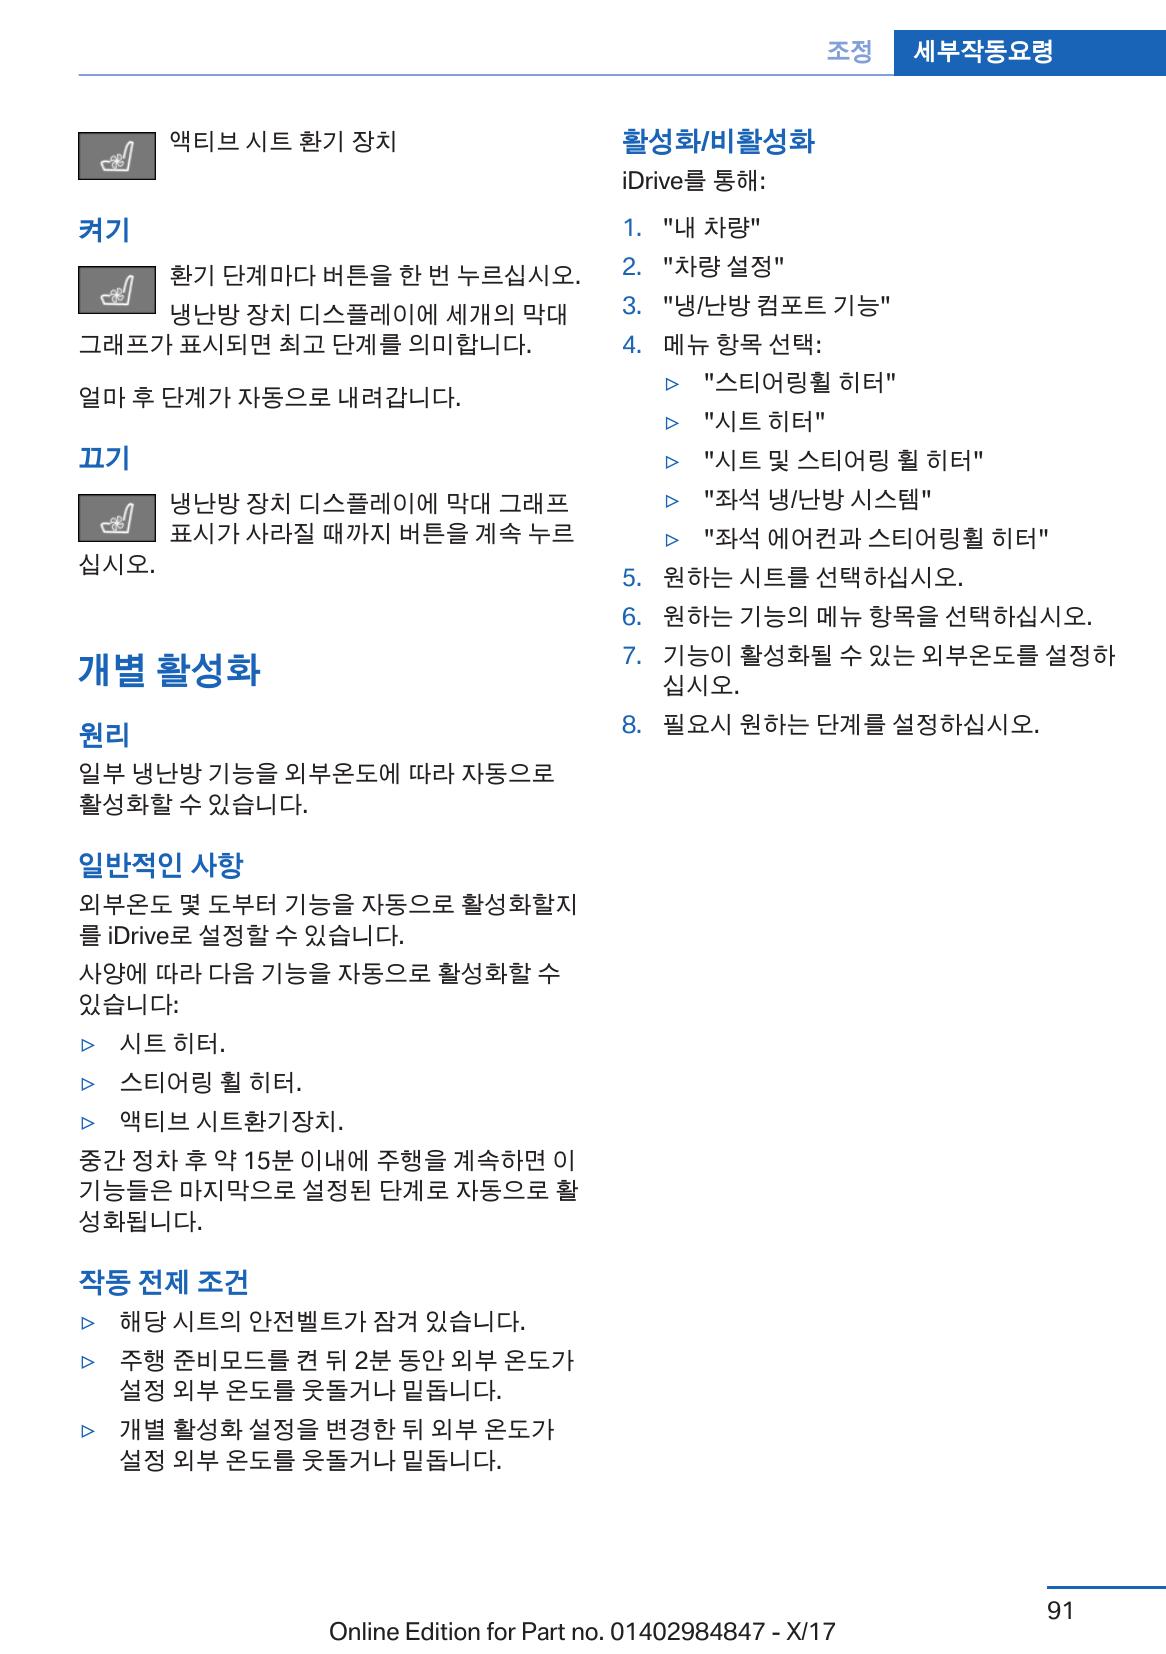 조정
세부작동요령
액티브 시트 환기 장치
켜기
환기 단계마다 버튼을 한 번 누르십시오.
냉난방 장치 디스플레이에 세개의 막대
그래프가 표시되면 최고 단계를 의미합니다.
얼마 후 단계가 자동으로 내려갑니다.
끄기
냉난방 장치 디스플레이에 막대 그래프
표시가 사라질 때까지 버튼을 계속 누르
십시오.
개별 활성화
원리
일부 냉난방 기능을 외부온도에 따라 자동으로
활성화할 수 있습니다.
일반적인 사항
외부온도 몇 도부터 기능을 자동으로 활성화할지
를 iDrive로 설정할 수 있습니다.
사양에 따라 다음 기능을 자동으로 활성화할 수
있습니다:
▷ 시트 히터.
▷ 스티어링 휠 히터.
▷ 액티브 시트환기장치.
중간 정차 후 약 15분 이내에 주행을 계속하면 이
기능들은 마지막으로 설정된 단계로 자동으로 활
성화됩니다.
작동 전제 조건
▷ 해당 시트의 안전벨트가 잠겨 있습니다.
▷ 주행 준비모드를 켠 뒤 2분 동안 외부 온도가
설정 외부 온도를 웃돌거나 밑돕니다.
▷ 개별 활성화 설정을 변경한 뒤 외부 온도가
설정 외부 온도를 웃돌거나 밑돕니다.
활성화/비활성화
iDrive를 통해:
1. "내 차량"
2. "차량 설정"
3. "냉/난방 컴포트 기능"
4. 메뉴 항목 선택:
▷ "스티어링휠 히터"
▷ "시트 히터"
▷ "시트 및 스티어링 휠 히터"
▷ "좌석 냉/난방 시스템"
▷ "좌석 에어컨과 스티어링휠 히터"
5. 원하는 시트를 선택하십시오.
6. 원하는 기능의 메뉴 항목을 선택하십시오.
7. 기능이 활성화될 수 있는 외부온도를 설정하
십시오.
8. 필요시 원하는 단계를 설정하십시오.
91
Online Edition for Part no. 01402984847 - X/17